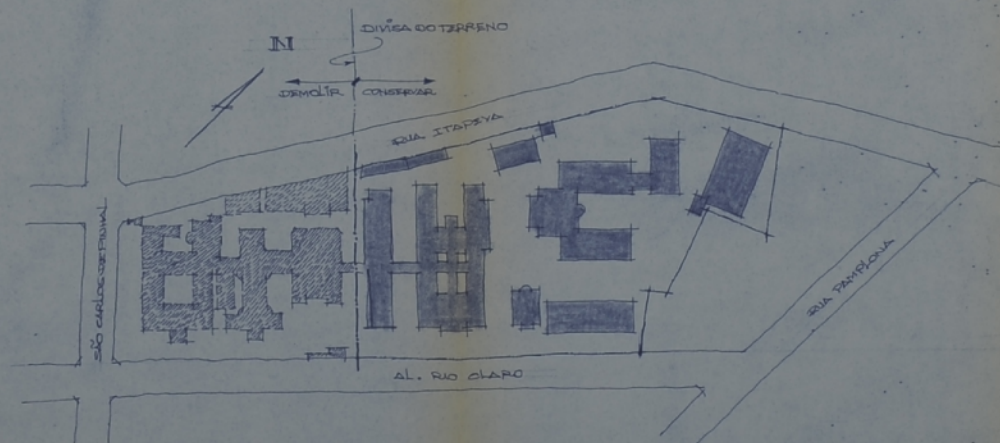 DIVISA DO TERRENO
N
DEMOLIR CONSERVAR
RUA ITAPEVA
SÃO CARLOS DO PINHAL
RUA PAMPLONA
AL. RIO CLARO